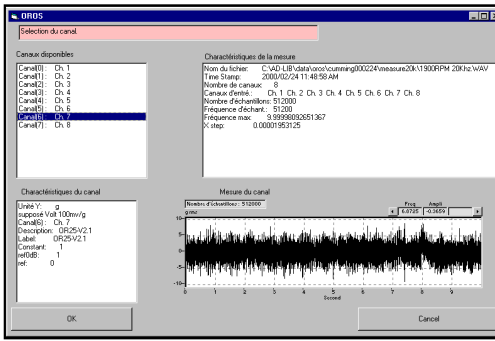 OROS
Selection du canal.
Canaux disponibles
Canal(0) : Ch. 1
Canal(1) : Ch. 2
Canal(2) : Ch. 3
Canal(3) : Ch. 4
Canal(4) : Ch. 5
Canal(5) : Ch. 6
Canal(6) : Ch. 7
Canal(7) : Ch. 8
Charactéristiques de la mesure
Nom du fichier: C:\AD-LIB\data\oros\cumming000224\measure20k\1900RPM 20Khz.WAV
Time Stamp: 2000/02/24 11:48:58 AM
Nombre de canaux: 8
Canaux d'entré.: Ch. 1 Ch. 2 Ch. 3 Ch. 4 Ch. 5 Ch. 6 Ch. 7 Ch. 8
Nombre d'échantillons: 512000
Fréquence d'échant.: 51200
Fréquence max: 9.99998092651367
X step: 0.00001953125
Charactéristiques du canal
Unité Y: g
supposé Volt 100mv/g
Canal(6) : Ch. 7
Description: OR25-V2.1
Label: OR25-V2.1
Constant: 1
ref0dB: 1
ref: 0
Mesure du canal
Nombre d'échantillons : 512000
Freq Ampli
6.8725 -0.3659
g rms
10-
5-
0-
-5-
-10-
0 1 2 3 4 5 6 7 8 9
Second
OK
Cancel